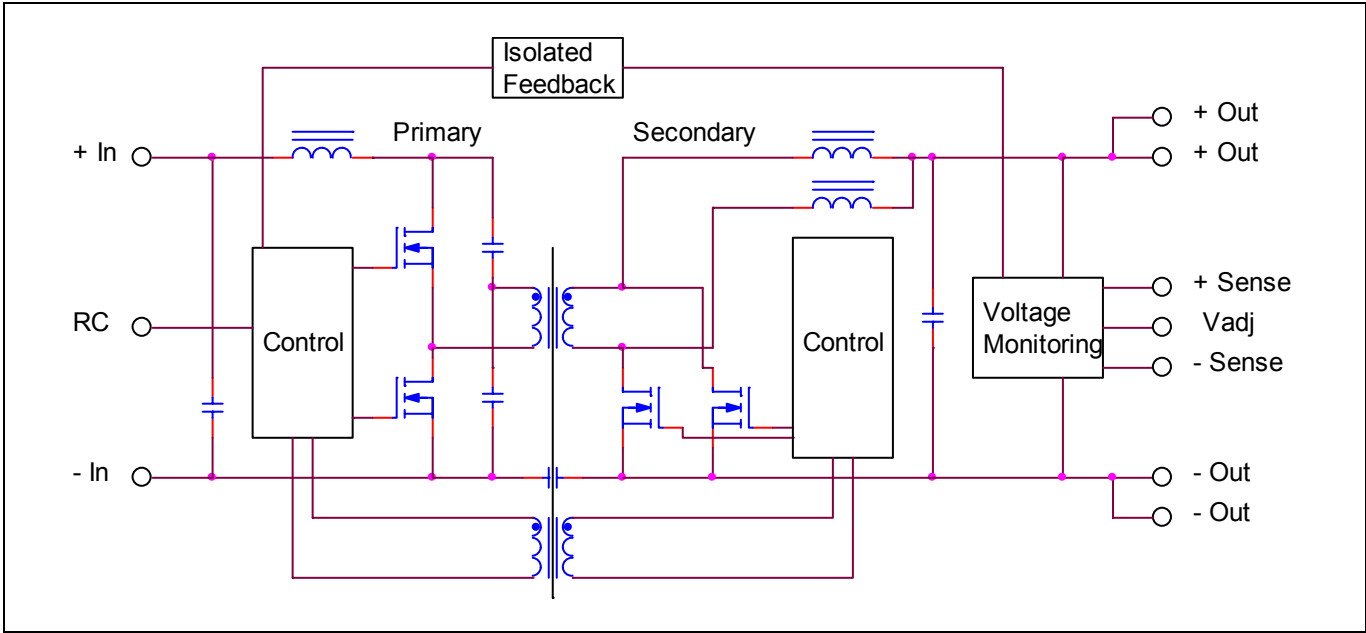 Isolated
Feedback
Primary
Secondary
+ Out
+ In
+ Out
+ Sense
RC
Control
Control
Voltage
Monitoring
Vadj
- Sense
- In
- Out
- Out